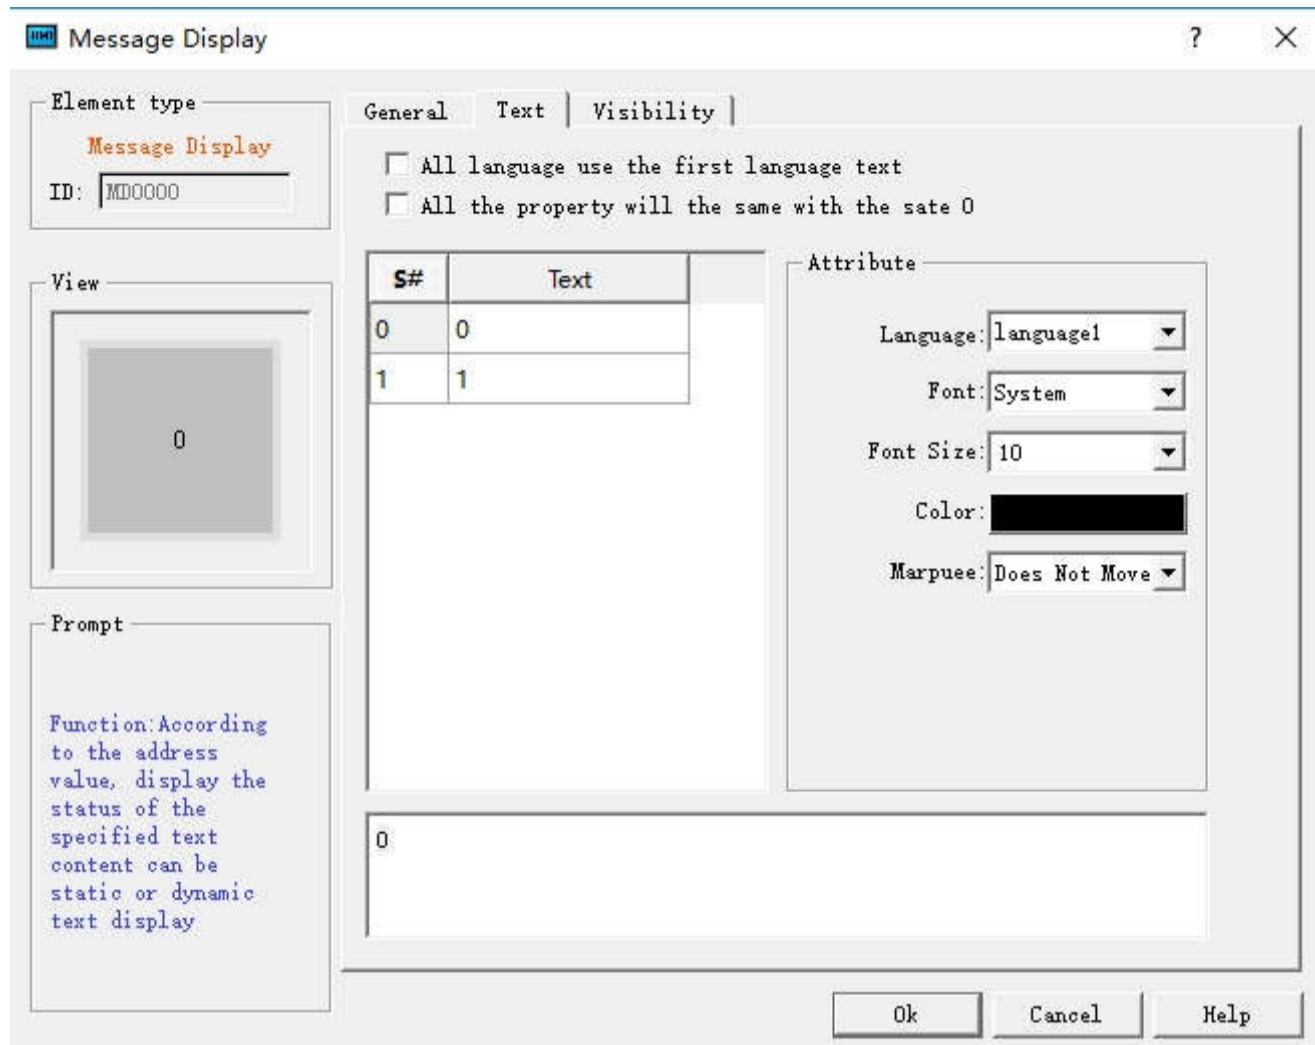 Message Display
?
Element type
Message Display
ID: MD0000
View
0
Prompt
Function:According
to the address
value, display the
status of the
specified text
content can be
static or dynamic
text display
General Text Visibility
All language use the first language text
All the property will the same with the sate 0
S# Text
0 0
1 1
Attribute
Language: language1
Font: System
Font Size: 10
Color:
Marpuee: Does Not Move
0
Ok Cancel Help